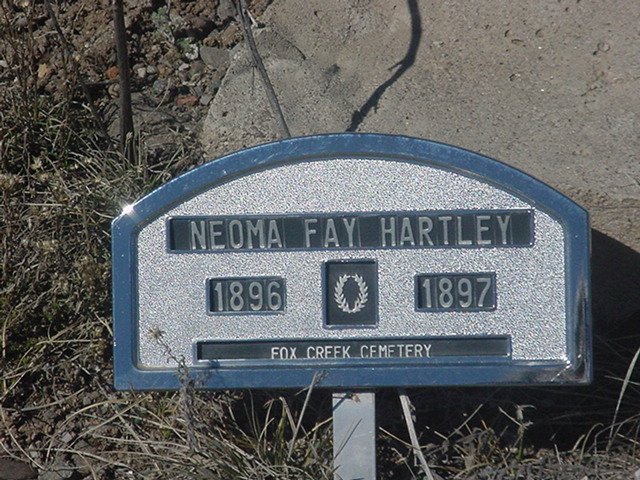 NEOMA FAY HARTLEY
1896 1897
FOX CREEK CEMETERY